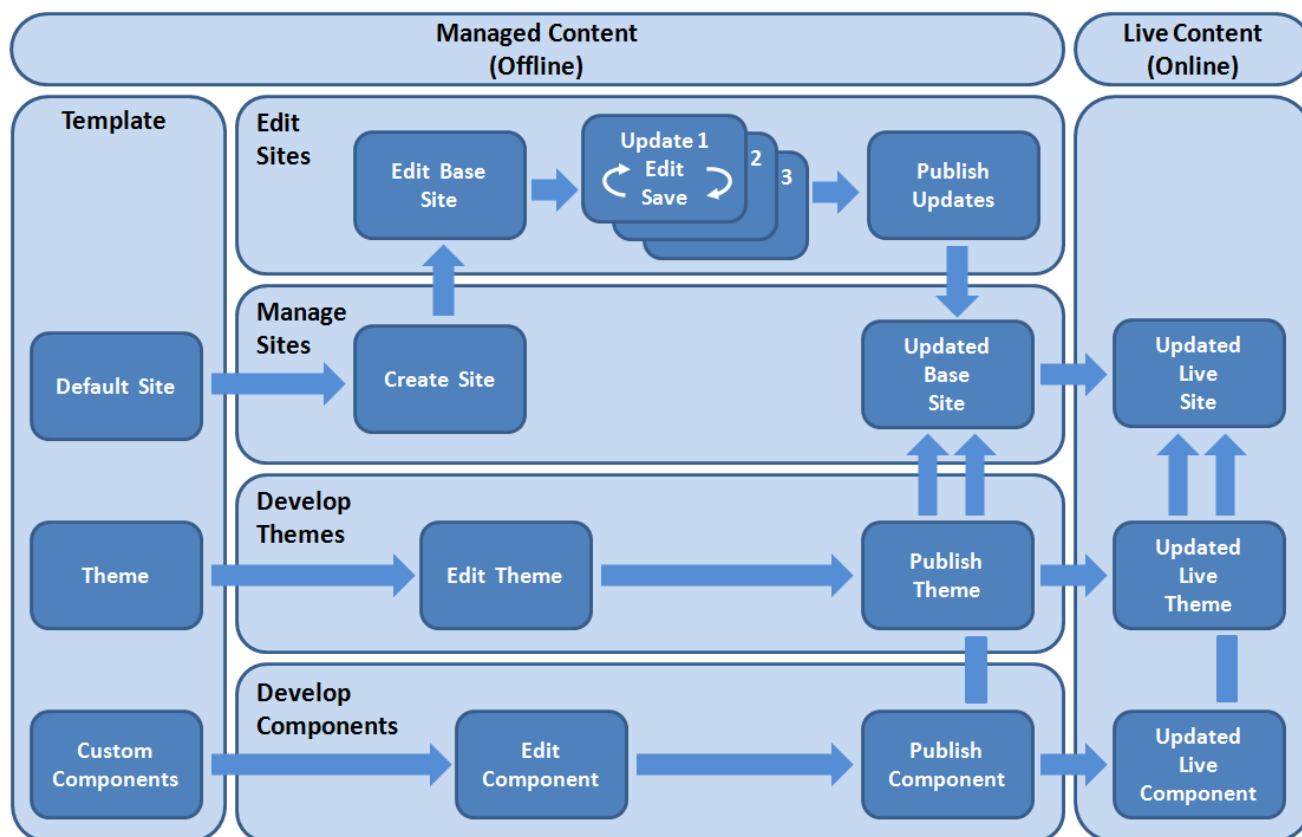 Managed Content
(Offline)
Live Content
(Online)
Template
Edit
Sites
Edit Base
Site
Update 1
Edit
Save
2
3
Publish
Updates
Manage
Sites
Default Site
Create Site
Updated
Base
Site
Updated
Live
Site
Develop
Themes
Theme
Edit Theme
Publish
Theme
Updated
Live
Theme
Develop
Components
Custom
Components
Edit
Component
Publish
Component
Updated
Live
Component